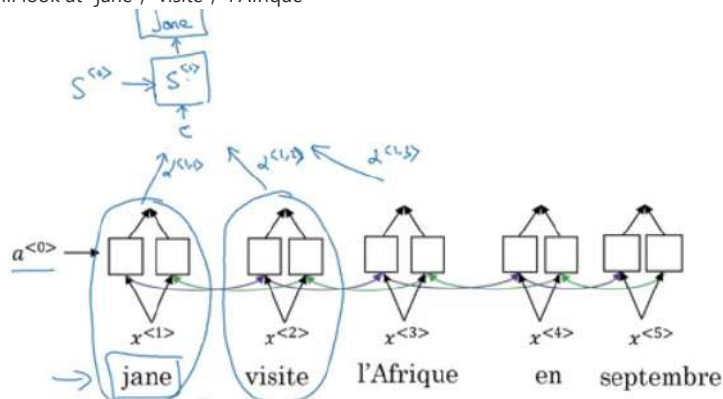 ill look at "jane", "visite", "l'Afrique"
Jane
S<0> S<1>
c
α<1,1> α<1,2> α<1,3>
a<0>
x<1> x<2> x<3> x<4> x<5>
jane visite l'Afrique en septembre